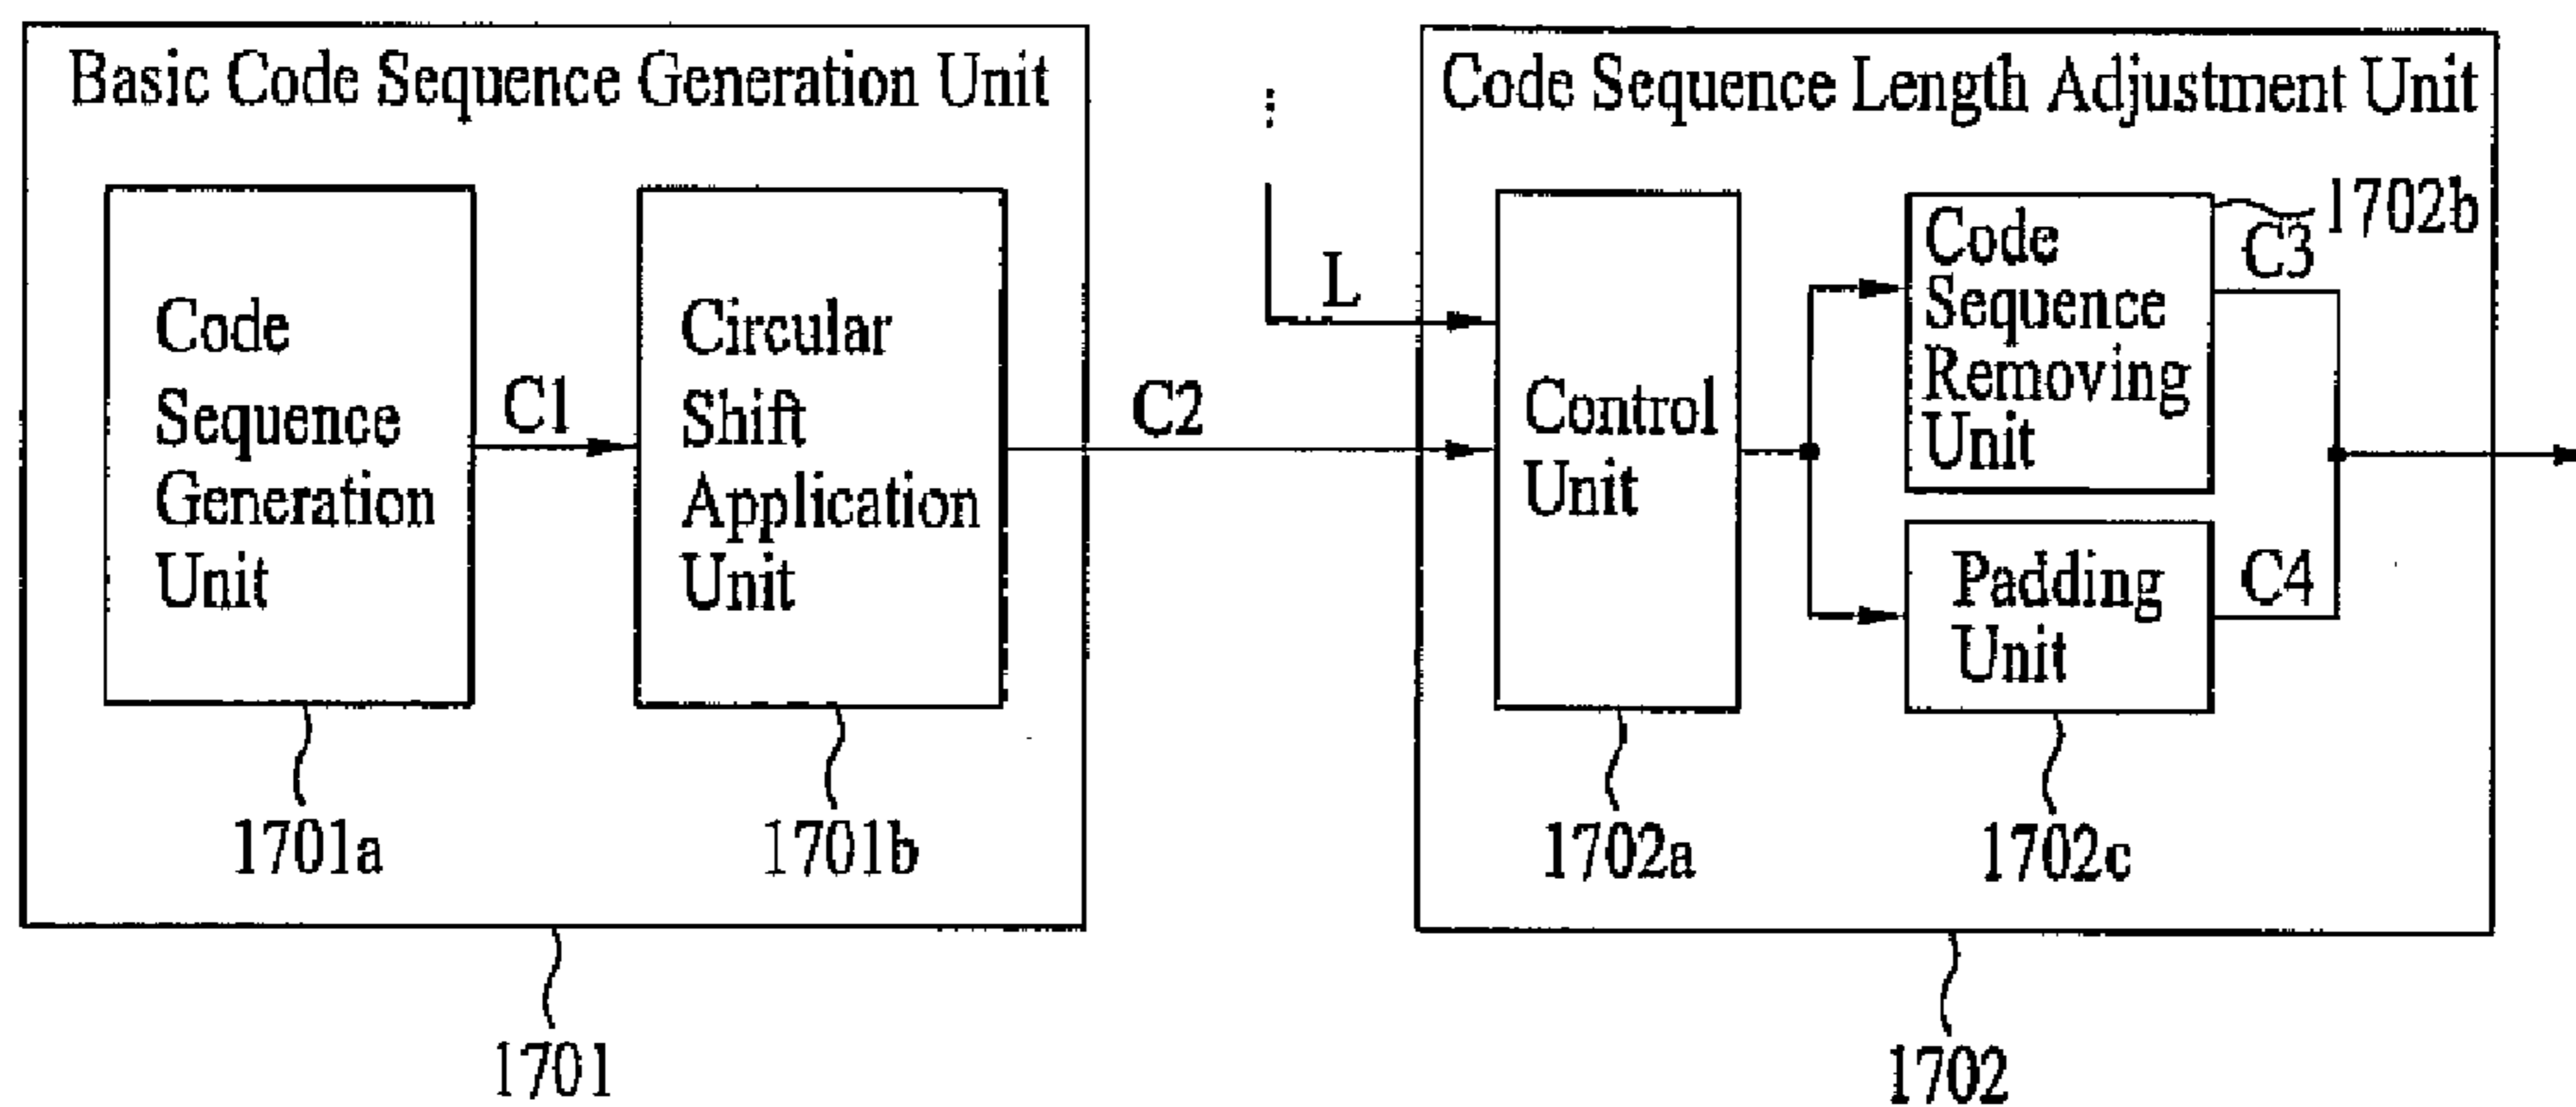 Basic Code Sequence Generation Unit
Code
Sequence
Generation
Unit
C1
Circular
Shift
Application
Unit
1701a
1701b
1701
C2
L
Code Sequence Length Adjustment Unit
Control
Unit
Code
Sequence
Removing
Unit
1702b
C3
Padding
Unit
C4
1702a
1702c
1702